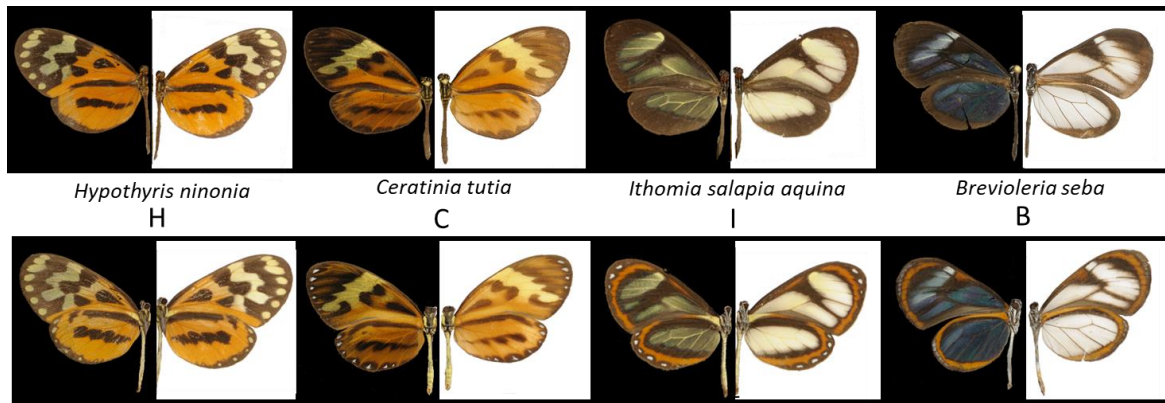 Hypothyris ninonia
Ceratinia tutia
Ithomia salapia aquina
Brevioleria seba
H
C
I
B